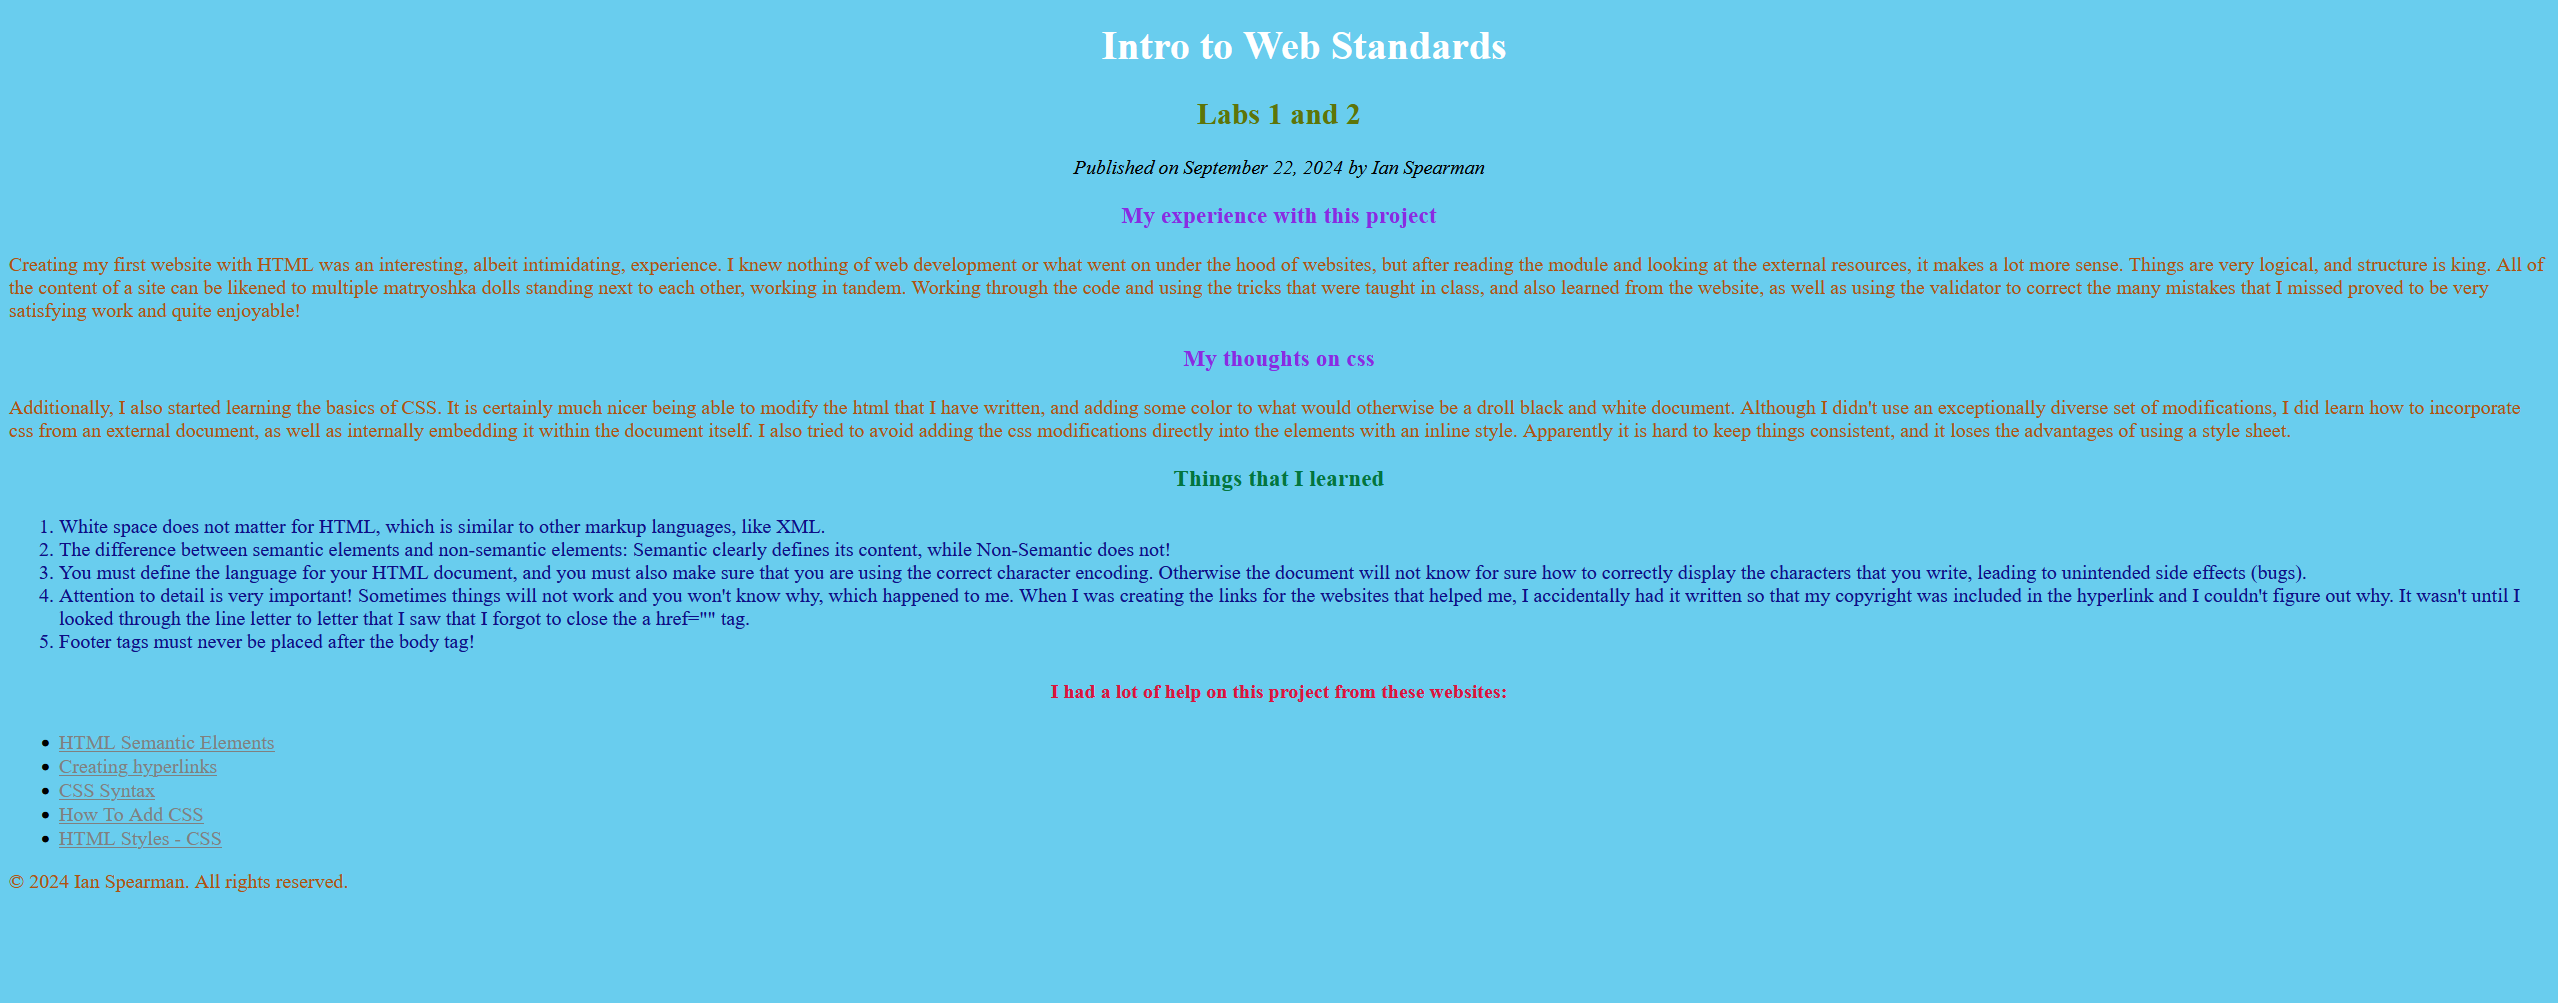 Intro to Web Standards
Labs 1 and 2
Published on September 22, 2024 by Ian Spearman
My experience with this project
Creating my first website with HTML was an interesting, albeit intimidating, experience. I knew nothing of web development or what went on under the hood of websites, but after reading the module and looking at the external resources, it makes a lot more sense. Things are very logical, and structure is king. All of
the content of a site can be likened to multiple matryoshka dolls standing next to each other, working in tandem. Working through the code and using the tricks that were taught in class, and also learned from the website, as well as using the validator to correct the many mistakes that I missed proved to be very
satisfying work and quite enjoyable!
My thoughts on css
Additionally, I also started learning the basics of CSS. It is certainly much nicer being able to modify the html that I have written, and adding some color to what would otherwise be a droll black and white document. Although I didn't use an exceptionally diverse set of modifications, I did learn how to incorporate
css from an external document, as well as internally embedding it within the document itself. I also tried to avoid adding the css modifications directly into the elements with an inline style. Apparently it is hard to keep things consistent, and it loses the advantages of using a style sheet.
Things that I learned
1. White space does not matter for HTML, which is similar to other markup languages, like XML.
2. The difference between semantic elements and non-semantic elements: Semantic clearly defines its content, while Non-Semantic does not!
3. You must define the language for your HTML document, and you must also make sure that you are using the correct character encoding. Otherwise the document will not know for sure how to correctly display the characters that you write, leading to unintended side effects (bugs).
4. Attention to detail is very important! Sometimes things will not work and you won't know why, which happened to me. When I was creating the links for the websites that helped me, I accidentally had it written so that my copyright was included in the hyperlink and I couldn't figure out why. It wasn't until I
looked through the line letter to letter that I saw that I forgot to close the a href="" tag.
5. Footer tags must never be placed after the body tag!
I had a lot of help on this project from these websites:
• HTML Semantic Elements
• Creating hyperlinks
• CSS Syntax
• How To Add CSS
• HTML Styles - CSS
© 2024 Ian Spearman. All rights reserved.